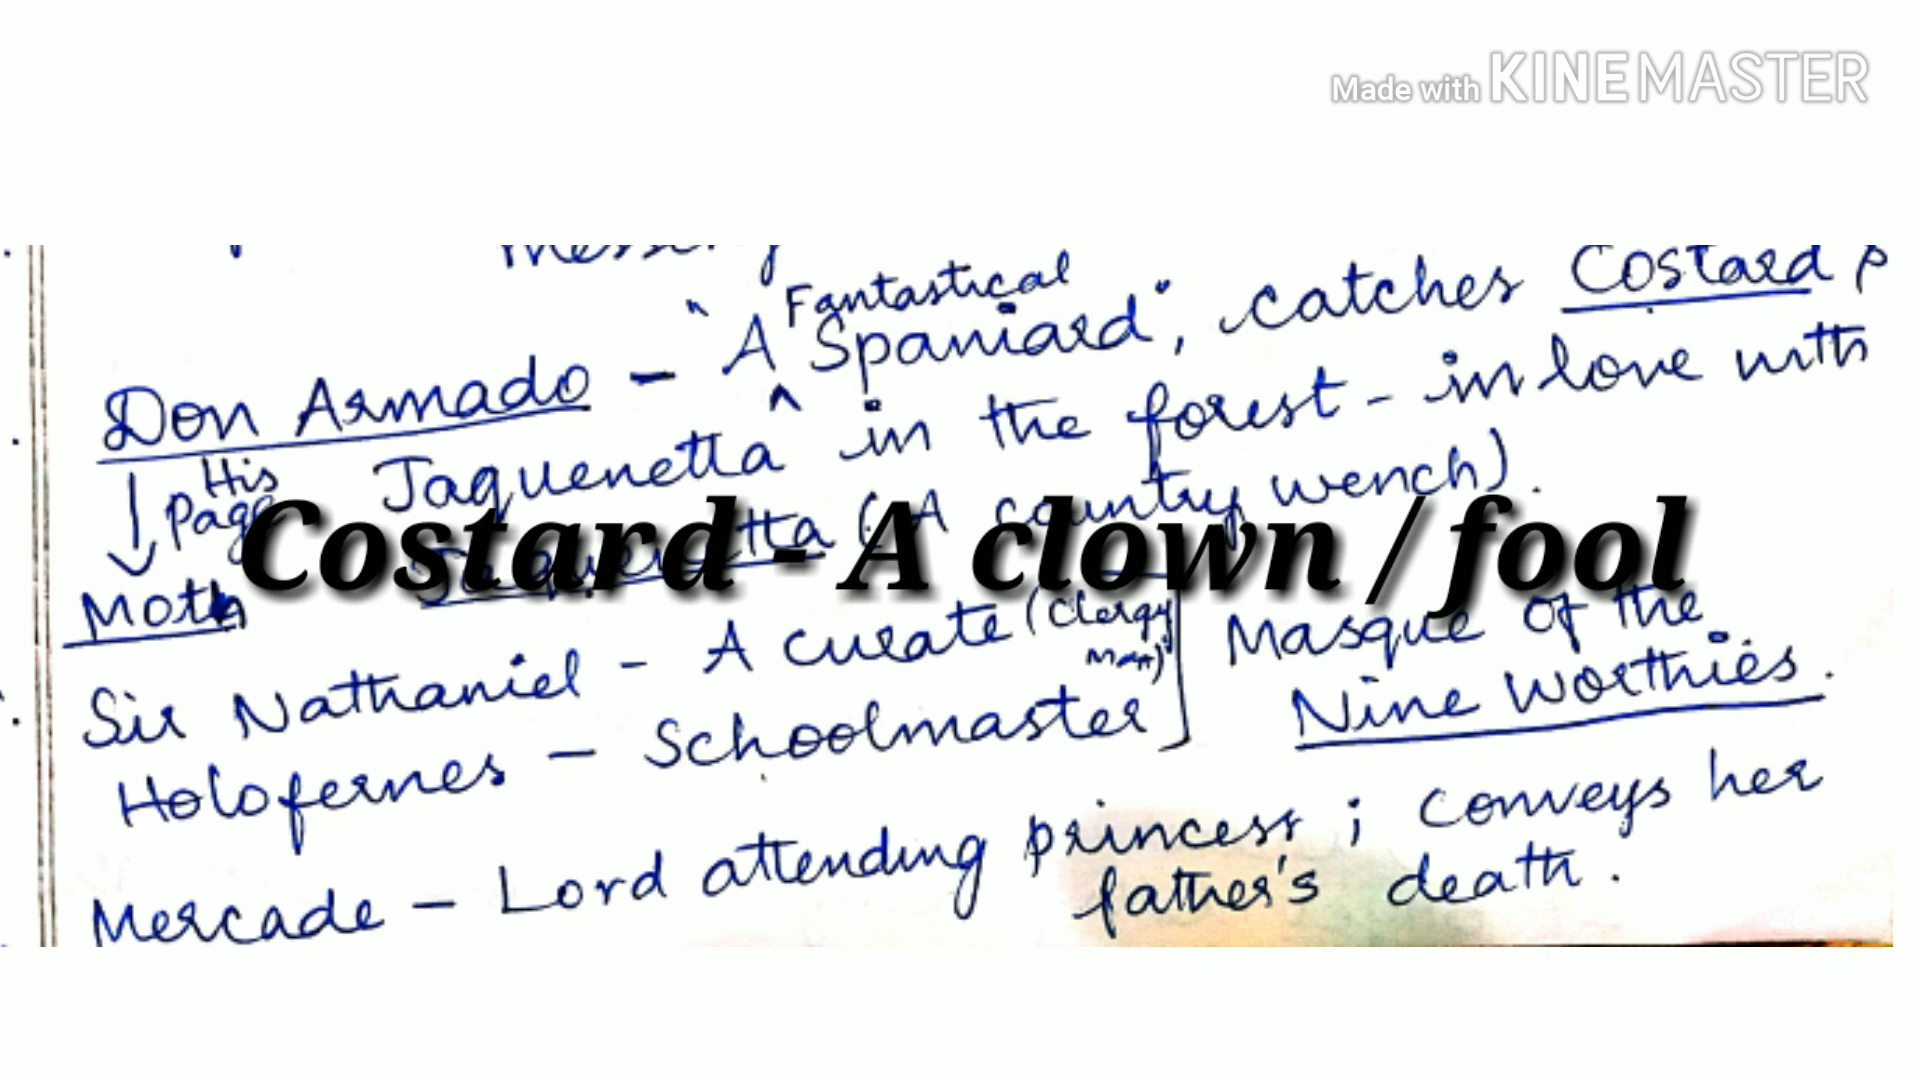 Made with KINEMASTER
Fantastical
Don Armado - "A ^ Spaniard", catches Costard
His Page
Jaquenetta in the forest - in love with
Jaquenetta (A country wench).
Costard - A clown / fool
Moth
Sir Nathaniel - A curate (Clergy man)
Masque of the
Holofernes - Schoolmaster
Nine Worthies.
Mercade - Lord attending princess ; conveys her
father's death.